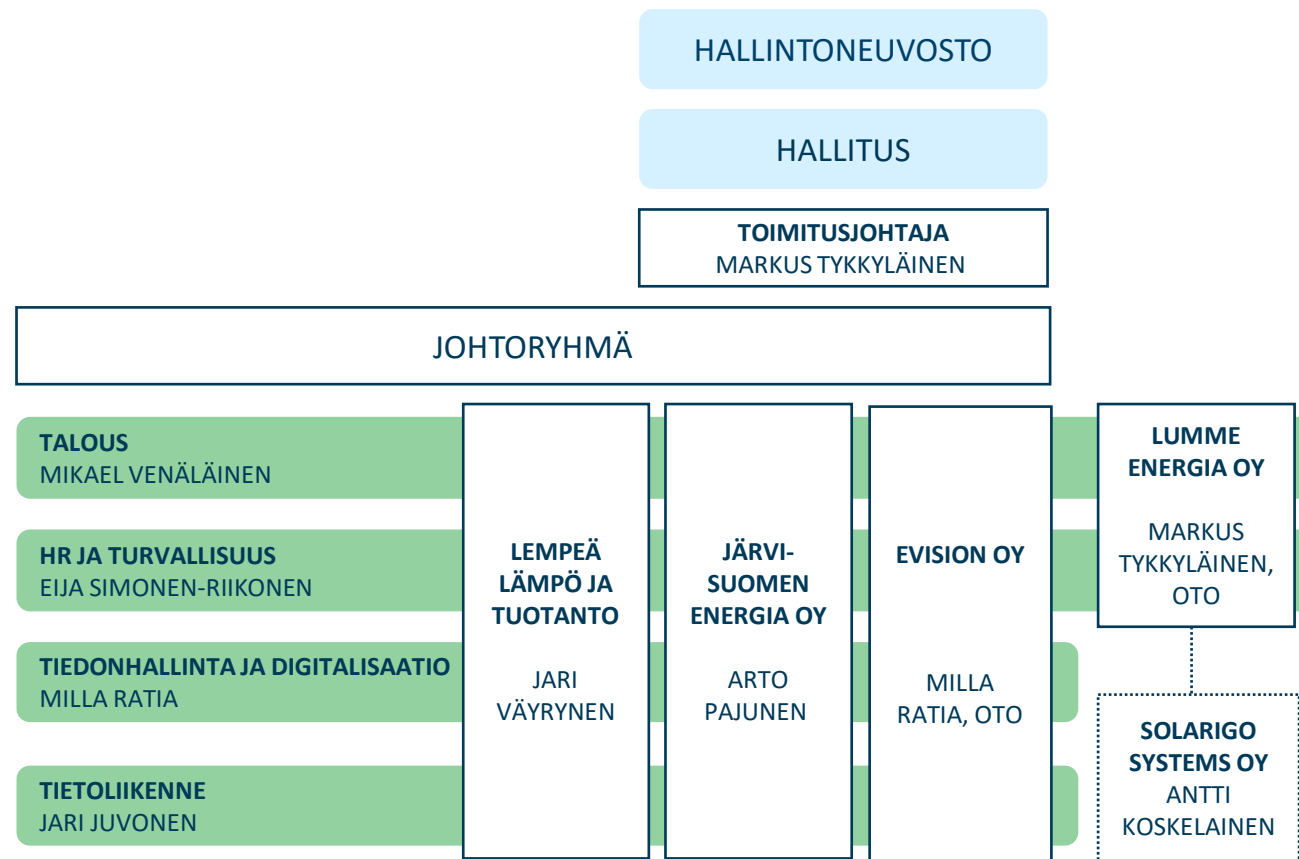 HALLINTONEUVOSTO
HALLITUS
TOIMITUSJOHTAJA
MARKUS TYKKYLÄINEN
JOHTORYHMÄ
TALOUS
MIKAEL VENÄLÄINEN
HR JA TURVALLISUUS
EIJA SIMONEN-RIIKONEN
TIEDONHALLINTA JA DIGITALISAATIO
MILLA RATIA
TIETOLIIKENNE
JARI JUVONEN
LEMPEÄ
LÄMPÖ JA
TUOTANTO
JARI
VÄYRYNEN
JÄRVI-
SUOMEN
ENERGIA OY
ARTO
PAJUNEN
EVISION OY
MILLA
RATIA, OTO
LUMME
ENERGIA OY
MARKUS
TYKKYLÄINEN,
OTO
SOLARIGO
SYSTEMS OY
ANTTI
KOSKELAINEN